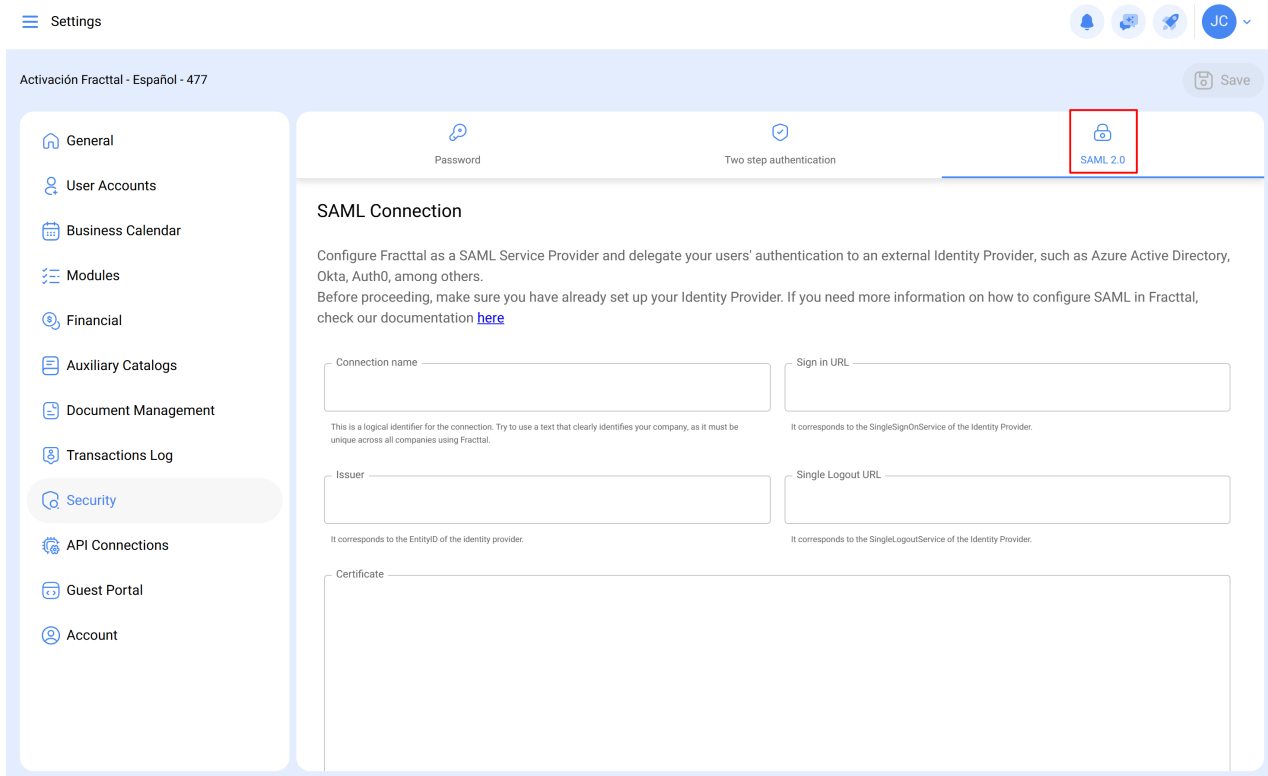 Settings
JC
Activación Fracttal - Español - 477
Save
General
User Accounts
Business Calendar
Modules
Financial
Auxiliary Catalogs
Document Management
Transactions Log
Security
API Connections
Guest Portal
Account
Password
Two step authentication
SAML 2.0
SAML Connection
Configure Fracttal as a SAML Service Provider and delegate your users' authentication to an external Identity Provider, such as Azure Active Directory,
Okta, Auth0, among others.
Before proceeding, make sure you have already set up your Identity Provider. If you need more information on how to configure SAML in Fracttal,
check our documentation here
Connection name
This is a logical identifier for the connection. Try to use a text that clearly identifies your company, as it must be
unique across all companies using Fracttal.
Sign in URL
It corresponds to the SingleSignOnService of the Identity Provider.
Issuer
It corresponds to the EntityID of the identity provider.
Single Logout URL
It corresponds to the SingleLogoutService of the Identity Provider.
Certificate